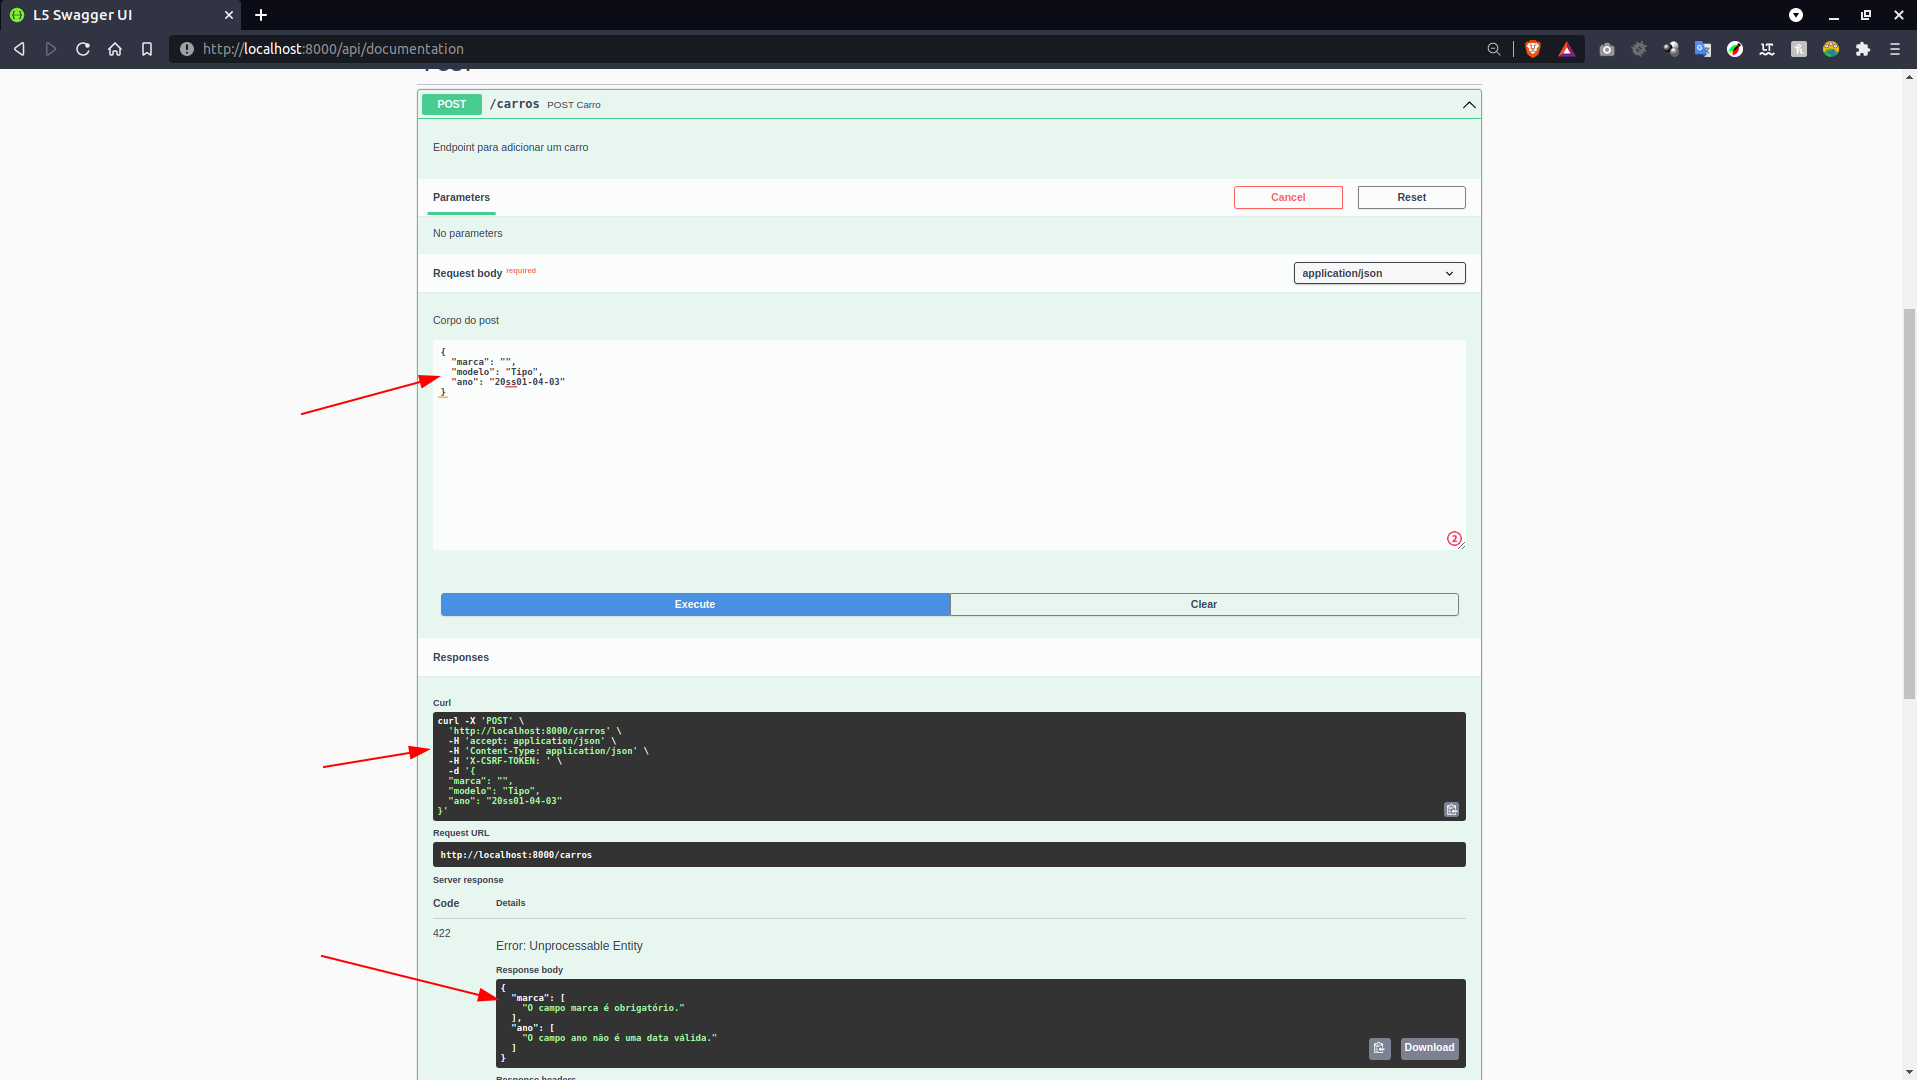 L5 Swagger UI
http://localhost:8000/api/documentation
POST /carros POST Carro
Endpoint para adicionar um carro
Parameters
Cancel
Reset
No parameters
Request body required
application/json
Corpo do post
{
"marca": "",
"modelo": "Tipo",
"ano": "20ss01-04-03"
}
2
Execute
Clear
Responses
Curl
curl -X 'POST' \
'http://localhost:8000/carros' \
-H 'accept: application/json' \
-H 'Content-Type: application/json' \
-H 'X-CSRF-TOKEN: ' \
-d '{
"marca": "",
"modelo": "Tipo",
"ano": "20ss01-04-03"
}'
Request URL
http://localhost:8000/carros
Server response
Code Details
422
Error: Unprocessable Entity
Response body
{
"marca": [
"O campo marca é obrigatório."
],
"ano": [
"O campo ano não é uma data válida."
]
}
Download
Response headers